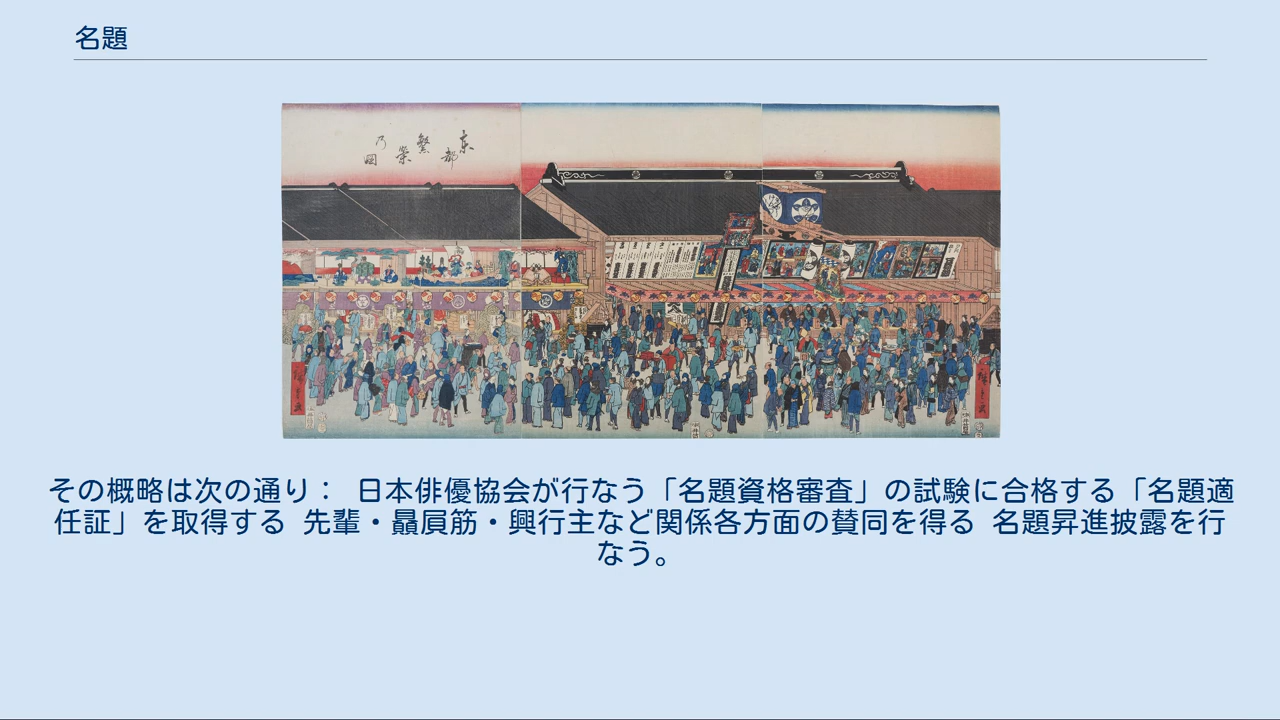 名題
東都繁栄乃圖
その概略は次の通り： 日本俳優協会が行なう「名題資格審査」の試験に合格する「名題適
任証」を取得する 先輩・贔屓筋・興行主など関係各方面の賛同を得る 名題昇進披露を行
なう。